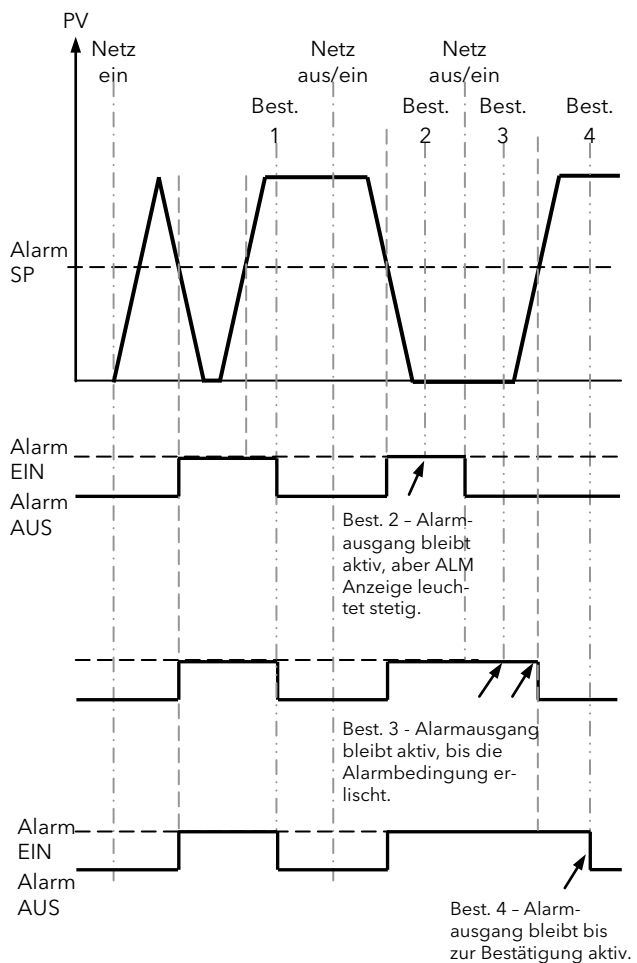 PV
Netz
ein
Netz
aus/ein
Netz
aus/ein
Best.
1
Best.
2
Best.
3
Best.
4
Alarm
SP
Alarm
EIN
Alarm
AUS
Best. 2 – Alarm-
ausgang bleibt
aktiv, aber ALM
Anzeige leuch-
tet stetig.
Best. 3 - Alarmausgang
bleibt aktiv, bis die
Alarmbedingung er-
lischt.
Alarm
EIN
Alarm
AUS
Best. 4 – Alarm-
ausgang bleibt bis
zur Bestätigung aktiv.